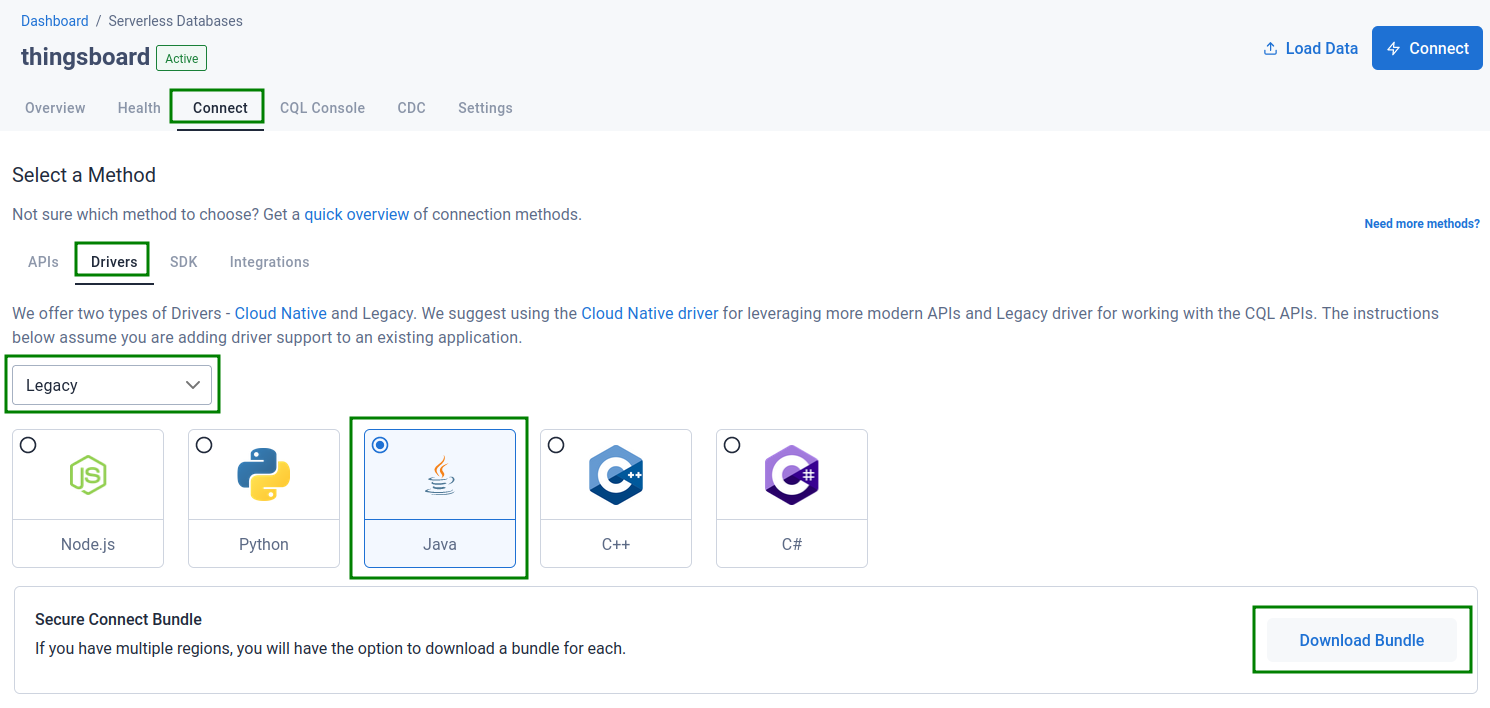 Dashboard / Serverless Databases
thingsboard Active
Load Data
Connect
Overview Health Connect CQL Console CDC Settings
Select a Method
Not sure which method to choose? Get a quick overview of connection methods.
Need more methods?
APIs Drivers SDK Integrations
We offer two types of Drivers - Cloud Native and Legacy. We suggest using the Cloud Native driver for leveraging more modern APIs and Legacy driver for working with the CQL APIs. The instructions
below assume you are adding driver support to an existing application.
Legacy
JS
C++
C#
Node.js Python Java C++ C#
Secure Connect Bundle
If you have multiple regions, you will have the option to download a bundle for each.
Download Bundle